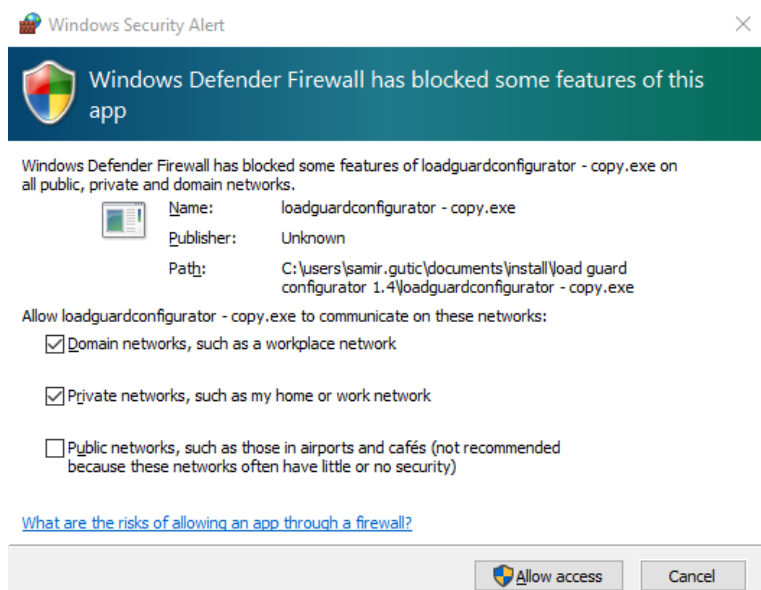 Windows Security Alert
Windows Defender Firewall has blocked some features of this
app
Windows Defender Firewall has blocked some features of loadguardconfigurator - copy.exe on
all public, private and domain networks.
Name: loadguardconfigurator - copy.exe
Publisher: Unknown
Path: C:\users\samir.gutic\documents\install\load guard
configurator 1.4\loadguardconfigurator - copy.exe
Allow loadguardconfigurator - copy.exe to communicate on these networks:
Domain networks, such as a workplace network
Private networks, such as my home or work network
Public networks, such as those in airports and cafés (not recommended
because these networks often have little or no security)
What are the risks of allowing an app through a firewall?
Allow access Cancel